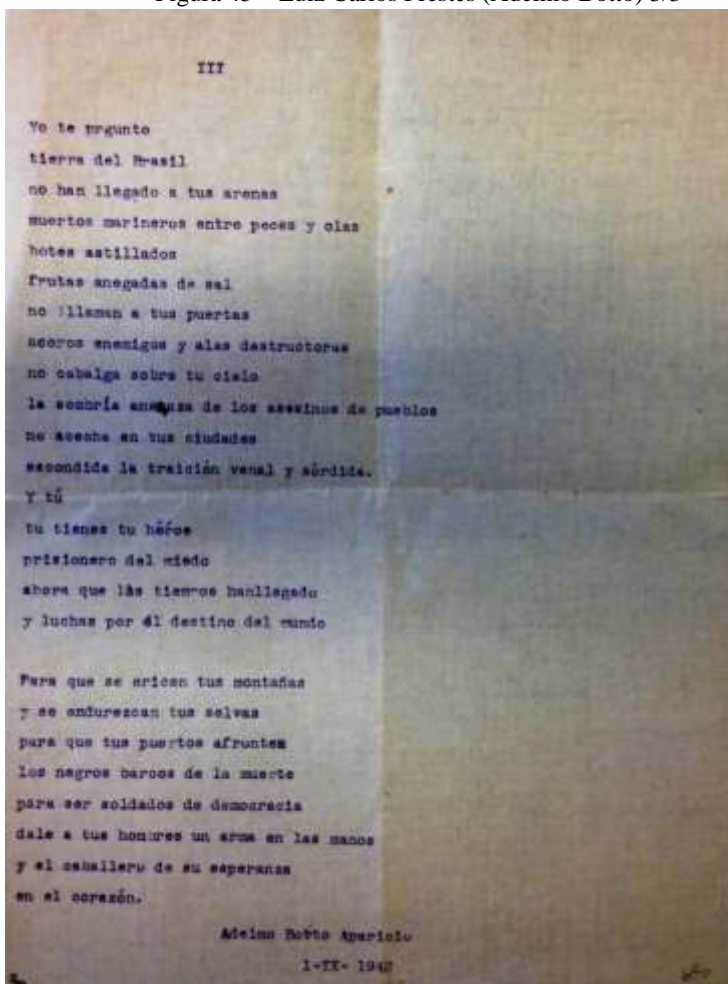 Figura 45 – Luiz Carlos Prestes (Adelmo Botto) 3/3
III
Yo te prgunto
tierra del Brasil
no han llegado a tus arenas
muertos marineros entre peces y olas
botes astillados
frutas anegadas de sal
no llaman a tus puertas
aceros enemigos y alas destructoras
no cabalga sobre tu cielo
la sombría amenaza de los asesinos de pueblos
no acecha en tus ciudades
escondida la traición venal y sórdida.
Y tú
tu tienes tu héroe
prisionero del miedo
ahora que los tiempos hanllegado
y luchas por el destino del mundo
Para que se ericen tus montañas
y se endurezcan tus selvas
para que tus puertos afronten
los negros barcos de la muerte
para ser soldados de democracia
dale a tus hombres un arma en las manos
y el caballero de su esperanza
en el corazón.
Adelmo Botto Aparicio
1-IX- 1942